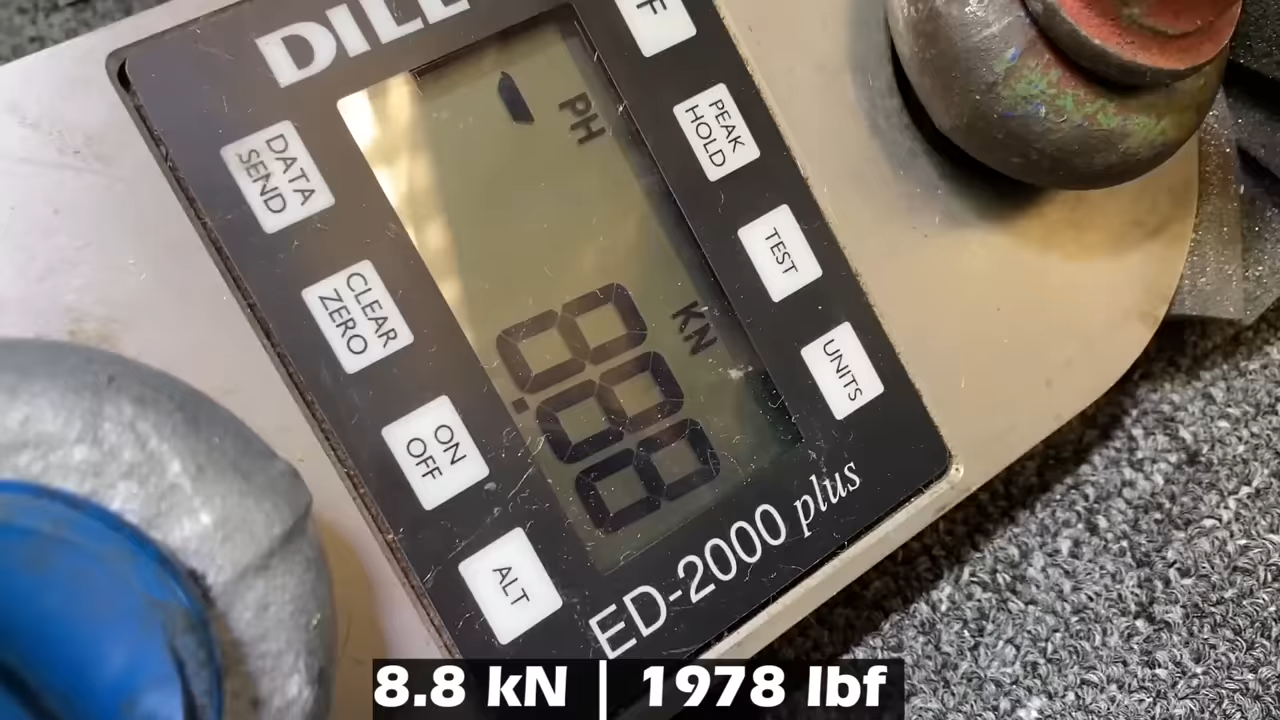 DILL
DATA
SEND
CLEAR
ZERO
ON
OFF
ALT
PH
KN
8.88
PEAK
HOLD
TEST
UNITS
ED-2000 plus
8.8 kN | 1978 lbf